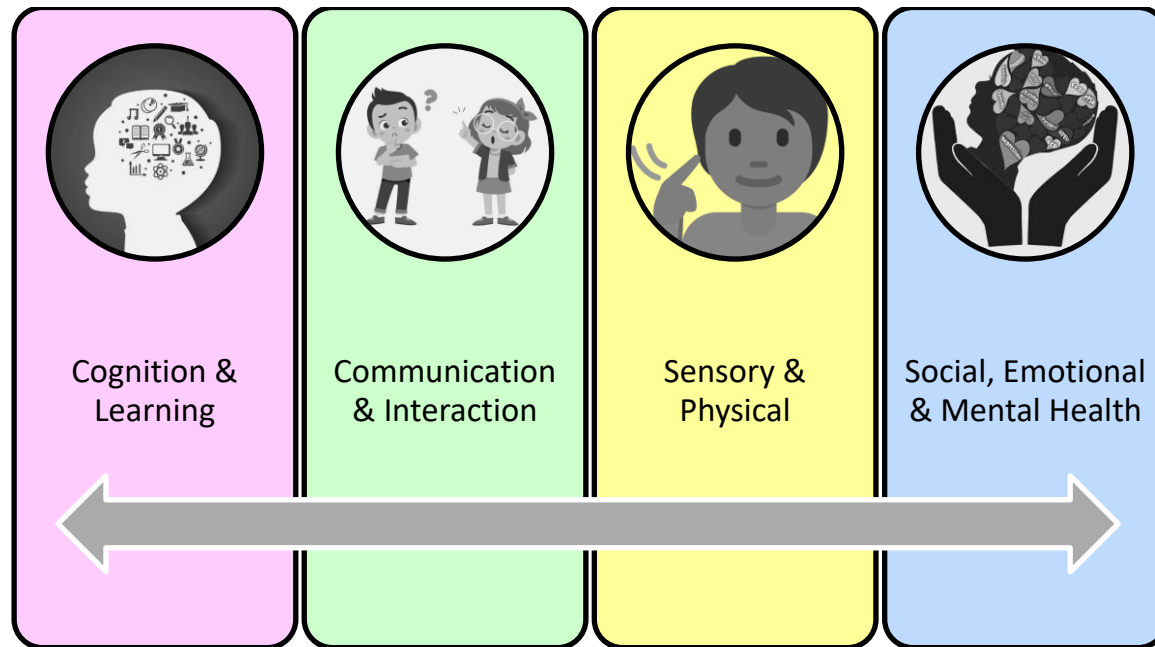 Cognition &
Learning
Communication
& Interaction
Sensory &
Physical
Social, Emotional
& Mental Health